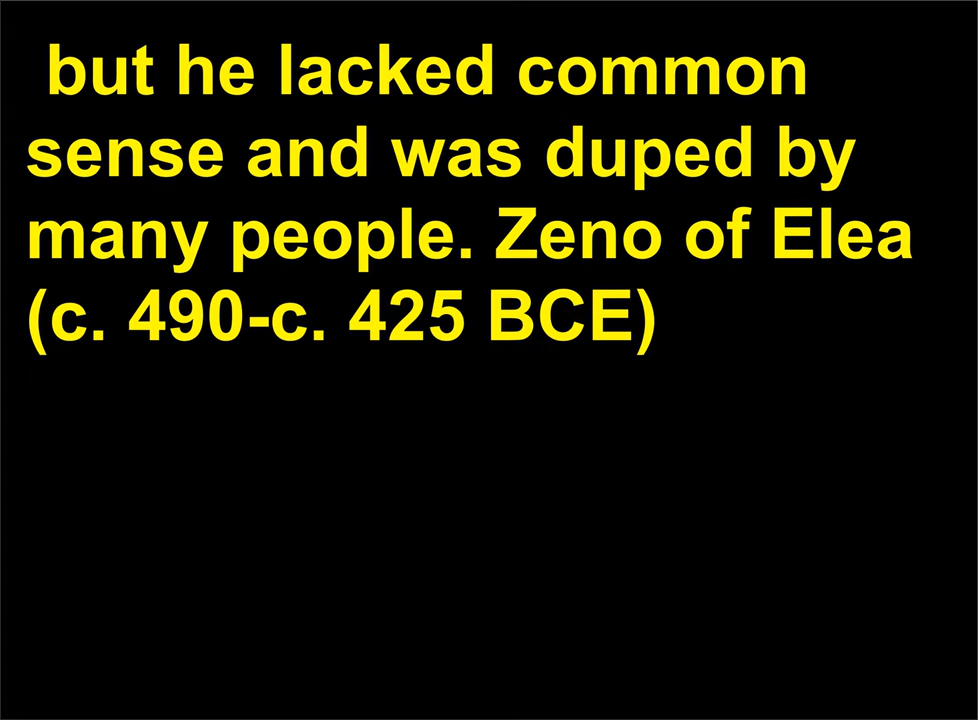 but he lacked common
sense and was duped by
many people. Zeno of Elea
(c. 490-c. 425 BCE)